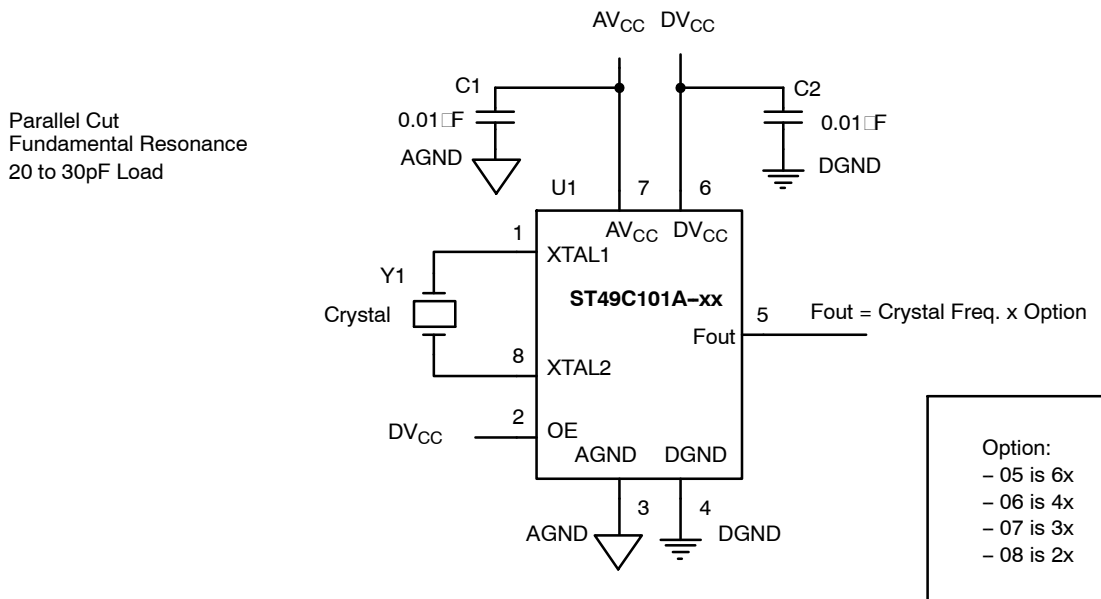 AVCC DVCC
C1
0.01□F
AGND
C2
0.01□F
DGND
Parallel Cut
Fundamental Resonance
20 to 30pF Load
U1
7
6
AVCC DVCC
1
XTAL1
Y1
Crystal
ST49C101A–xx
5
Fout = Crystal Freq. x Option
Fout
8
XTAL2
2
DVCC
OE
AGND DGND
3
4
AGND
DGND
Option:
– 05 is 6x
– 06 is 4x
– 07 is 3x
– 08 is 2x